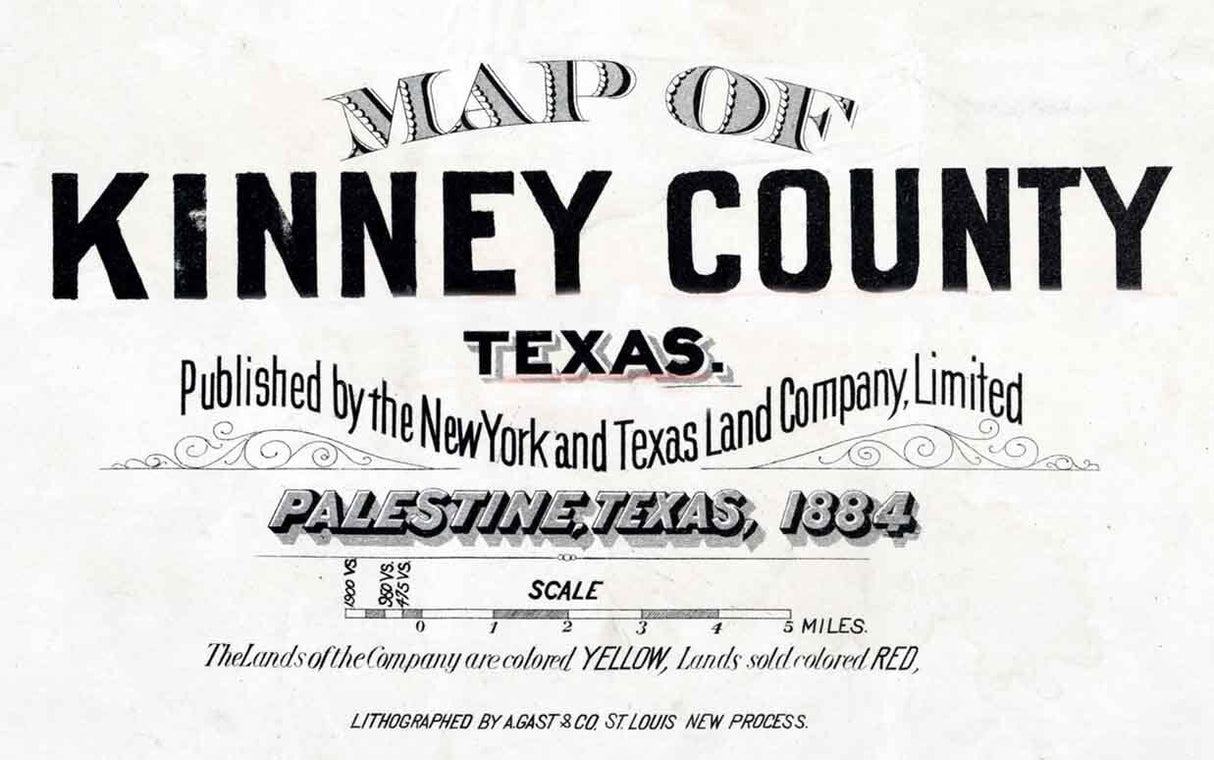 MAP OF
KINNEY COUNTY
TEXAS.
Published by the New York and Texas Land Company, Limited
PALESTINE, TEXAS, 1884
1900 VS. 950 VS. 475 VS.
SCALE
0 1 2 3 4 5 MILES.
The Lands of the Company are colored YELLOW, Lands sold colored RED,
LITHOGRAPHED BY A. GAST & CO. ST. LOUIS NEW PROCESS.